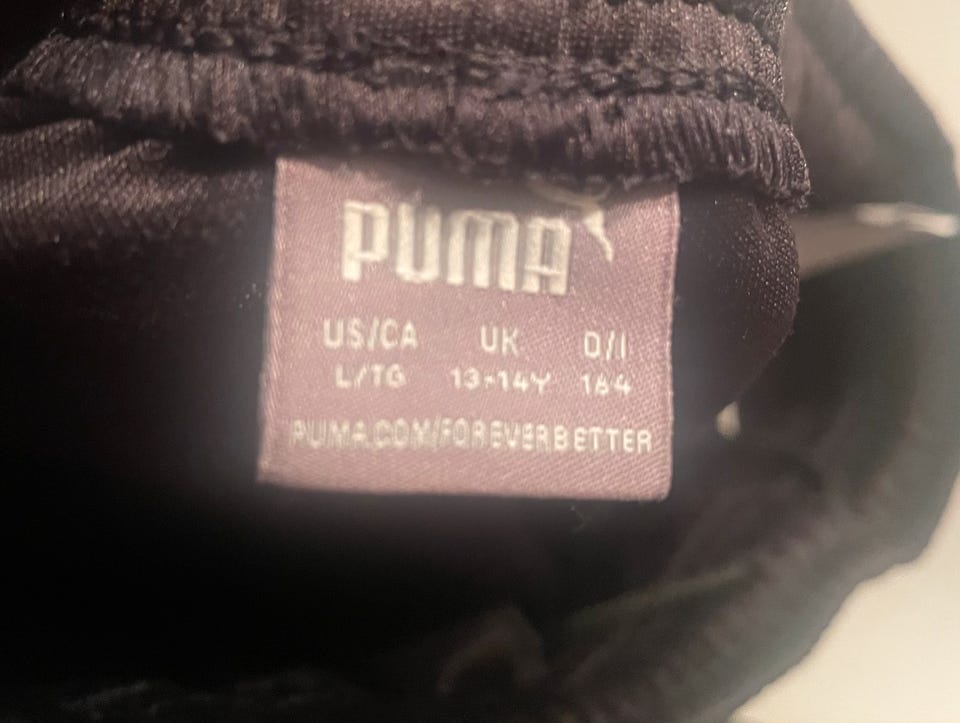 PUMA
US/CA UK D/I
L/TG 13-14Y 164
PUMA.COM/FOREVERBETTER